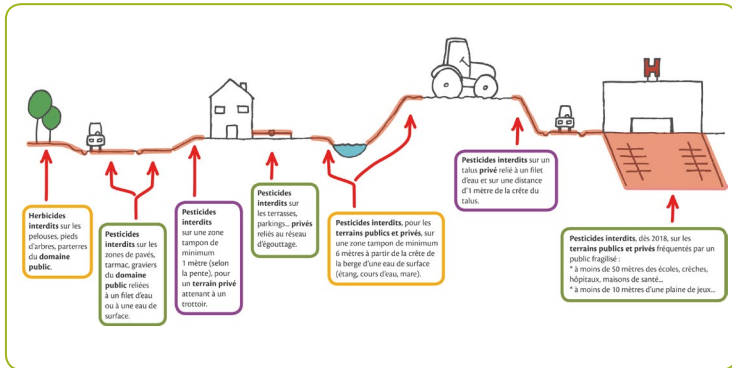 H
Herbicides
interdits sur les
pelouses, pieds
d'arbres, parterres
du domaine
public.
Pesticides
interdits sur les
zones de pavés,
tarmac, graviers
du domaine
public reliées
à un filet d'eau
ou à une eau de
surface.
Pesticides
interdits
sur une zone
tampon de
minimum
1 mètre (selon
la pente), pour
un terrain privé
attenant à un
trottoir.
Pesticides
interdits sur
les terrasses,
parkings... privés
reliés au réseau
d'égouttage.
Pesticides interdits, pour les
terrains publics et privés, sur
une zone tampon de minimum
6 mètres à partir de la crête de
la berge d'une eau de surface
(étang, cours d'eau, mare).
Pesticides interdits sur un
talus privé relié à un filet
d'eau et sur une distance
d'1 mètre de la crête du
talus.
Pesticides interdits, dès 2018, sur les
terrains publics et privés fréquentés par un
public fragilisé :
* à moins de 50 mètres des écoles, crèches,
hôpitaux, maisons de santé...
* à moins de 10 mètres d'une plaine de jeux...